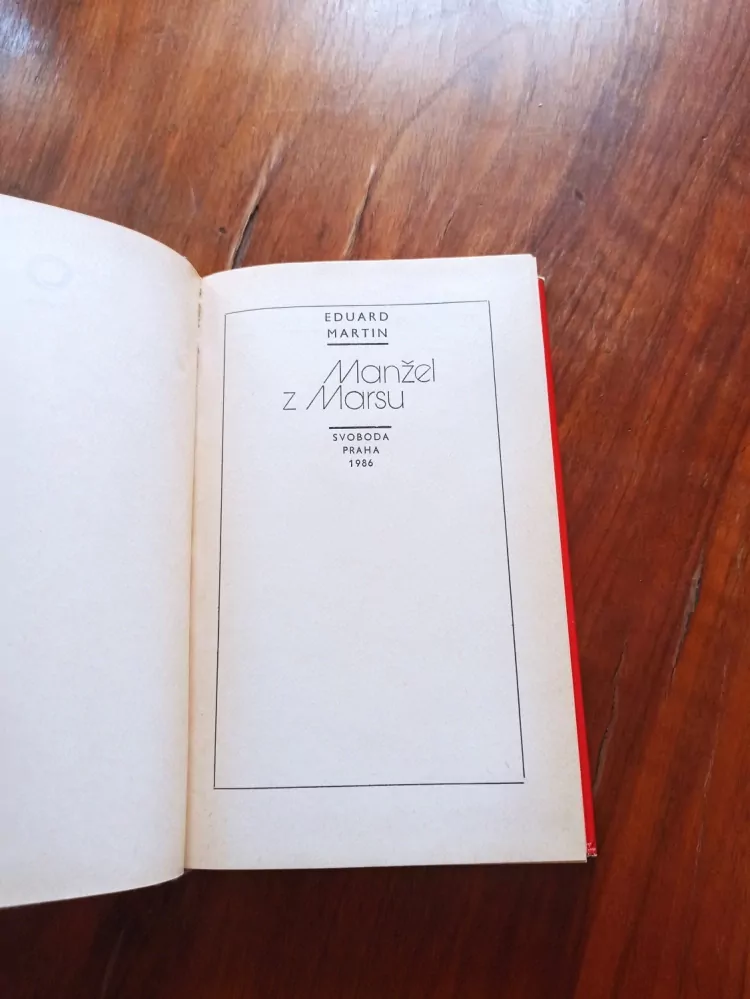 EDUARD
MARTIN
Manžel
z Marsu
SVOBODA
PRAHA
1986